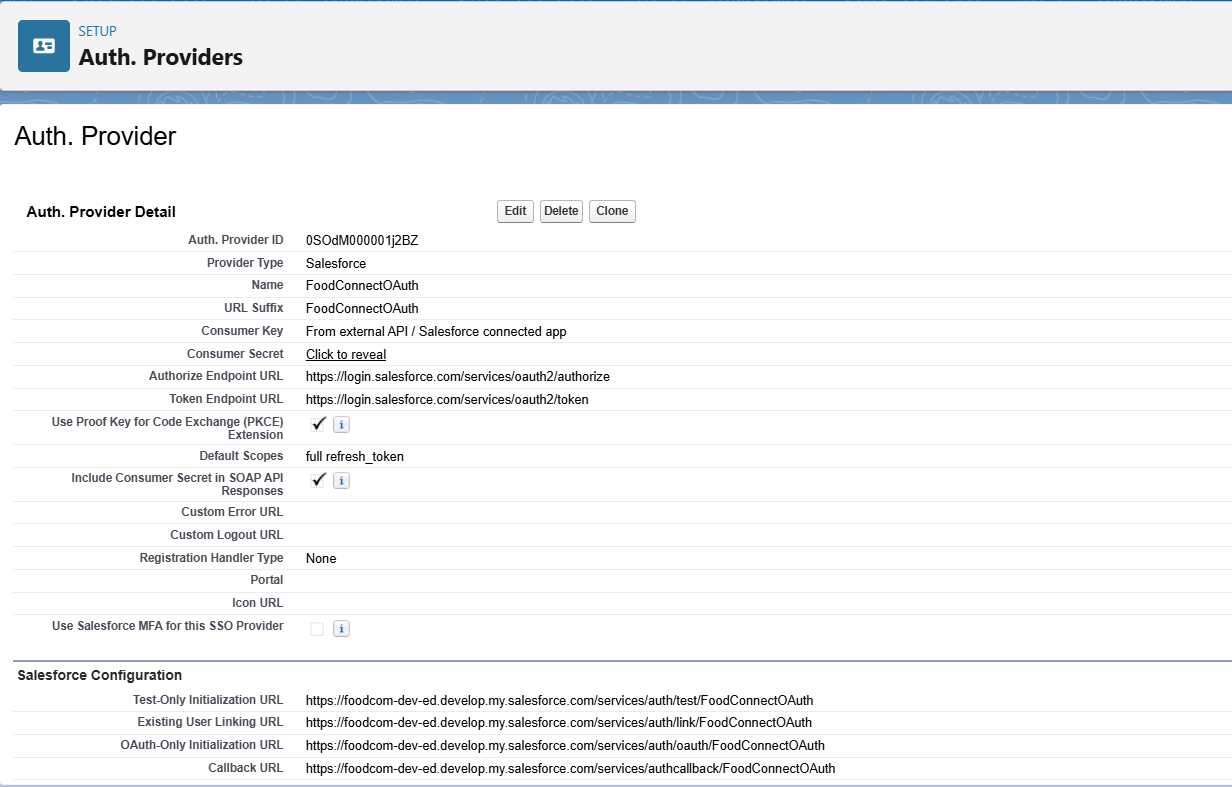 SETUP
Auth. Providers
Auth. Provider
Auth. Provider Detail Edit Delete Clone
Auth. Provider ID 0SOdM000001j2BZ
Provider Type Salesforce
Name FoodConnectOAuth
URL Suffix FoodConnectOAuth
Consumer Key From external API / Salesforce connected app
Consumer Secret Click to reveal
Authorize Endpoint URL https://login.salesforce.com/services/oauth2/authorize
Token Endpoint URL https://login.salesforce.com/services/oauth2/token
Use Proof Key for Code Exchange (PKCE)
Extension
Default Scopes full refresh_token
Include Consumer Secret in SOAP API
Responses
Custom Error URL
Custom Logout URL
Registration Handler Type None
Portal
Icon URL
Use Salesforce MFA for this SSO Provider
Salesforce Configuration
Test-Only Initialization URL https://foodcom-dev-ed.develop.my.salesforce.com/services/auth/test/FoodConnectOAuth
Existing User Linking URL https://foodcom-dev-ed.develop.my.salesforce.com/services/auth/link/FoodConnectOAuth
OAuth-Only Initialization URL https://foodcom-dev-ed.develop.my.salesforce.com/services/auth/oauth/FoodConnectOAuth
Callback URL https://foodcom-dev-ed.develop.my.salesforce.com/services/authcallback/FoodConnectOAuth